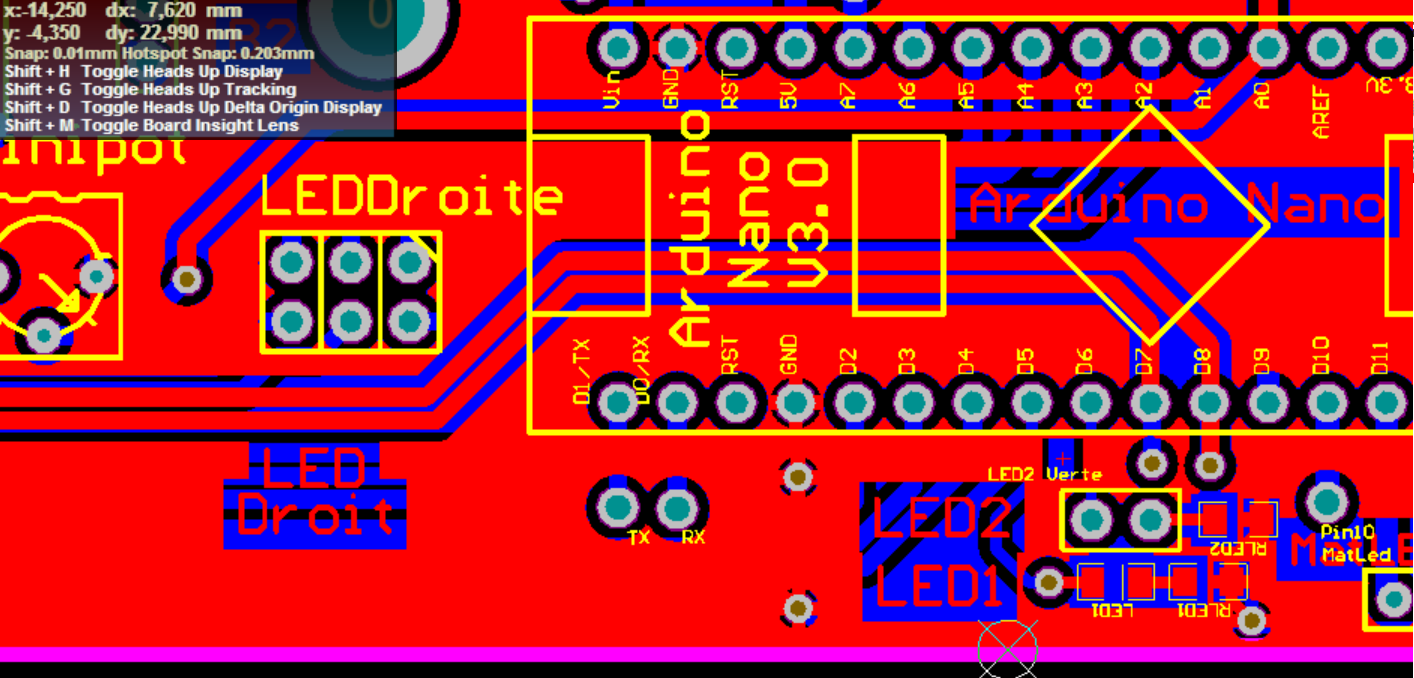 x:-14,250 dx: 7,620 mm
y: -4,350 dy: 22,990 mm
Snap: 0.01mm Hotspot Snap: 0.203mm
Shift + H Toggle Heads Up Display
Shift + G Toggle Heads Up Tracking
Shift + D Toggle Heads Up Delta Origin Display
Shift + M Toggle Board Insight Lens
Vin GND RST 5V A7 A6 A5 A4 A3 A2 A1 A0 AREF
inipot
LEDDroite
Arduino
Nano
V3.0
Arduino Nano
D1/TX D0/RX RST GND D2 D3 D4 D5 D6 D7 D8 D9 D10 D11
LED
Droit
TX RX
LED2 Verte
LED2
LED1
RLED2
LED1 RLED1
Pin10
MatLed